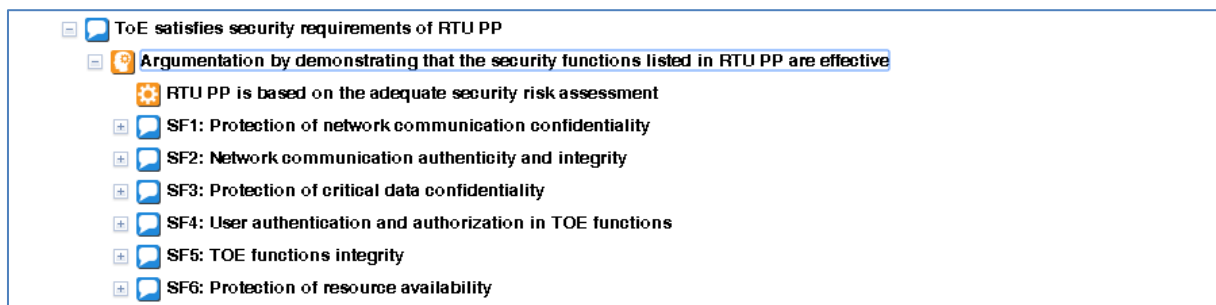 ToE satisfies security requirements of RTU PP
Argumentation by demonstrating that the security functions listed in RTU PP are effective
RTU PP is based on the adequate security risk assessment
SF1: Protection of network communication confidentiality
SF2: Network communication authenticity and integrity
SF3: Protection of critical data confidentiality
SF4: User authentication and authorization in TOE functions
SF5: TOE functions integrity
SF6: Protection of resource availability